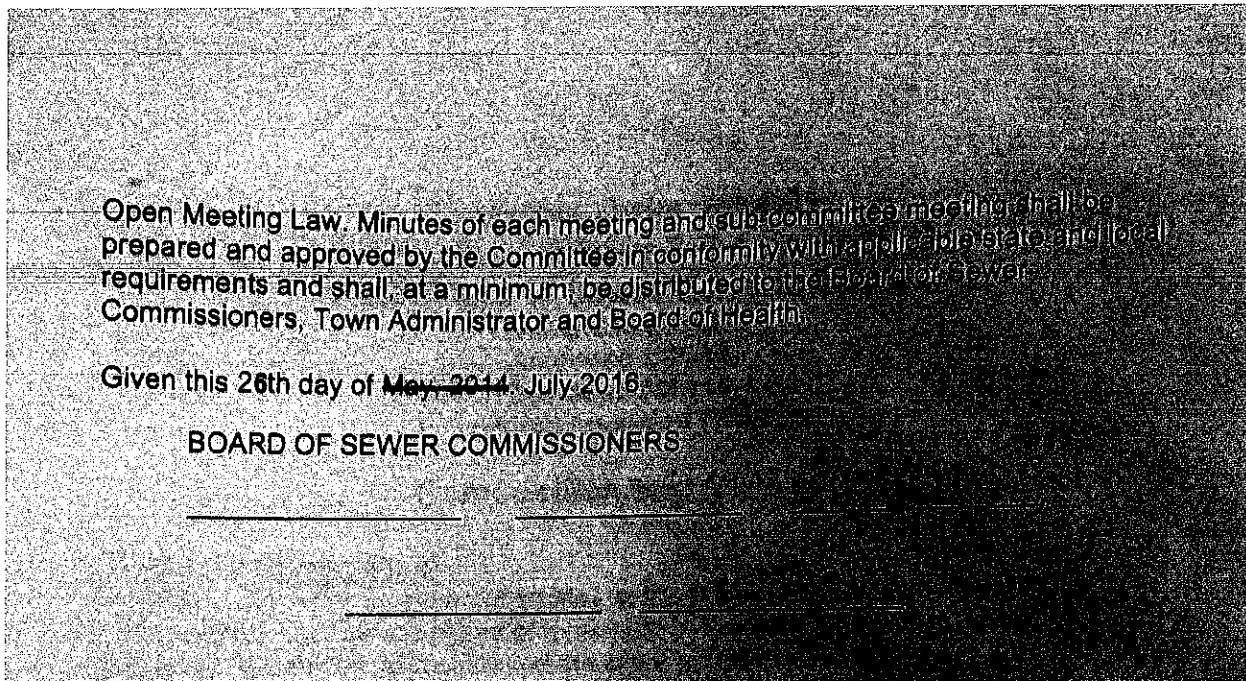 Open Meeting Law. Minutes of each meeting and sub-committee meeting shall be
prepared and approved by the Committee in conformity with applicable state and local
requirements and shall, at a minimum, be distributed to the Board of Sewer
Commissioners, Town Administrator and Board of Health.
Given this 26th day of May, 2014. July 2016.
BOARD OF SEWER COMMISSIONERS